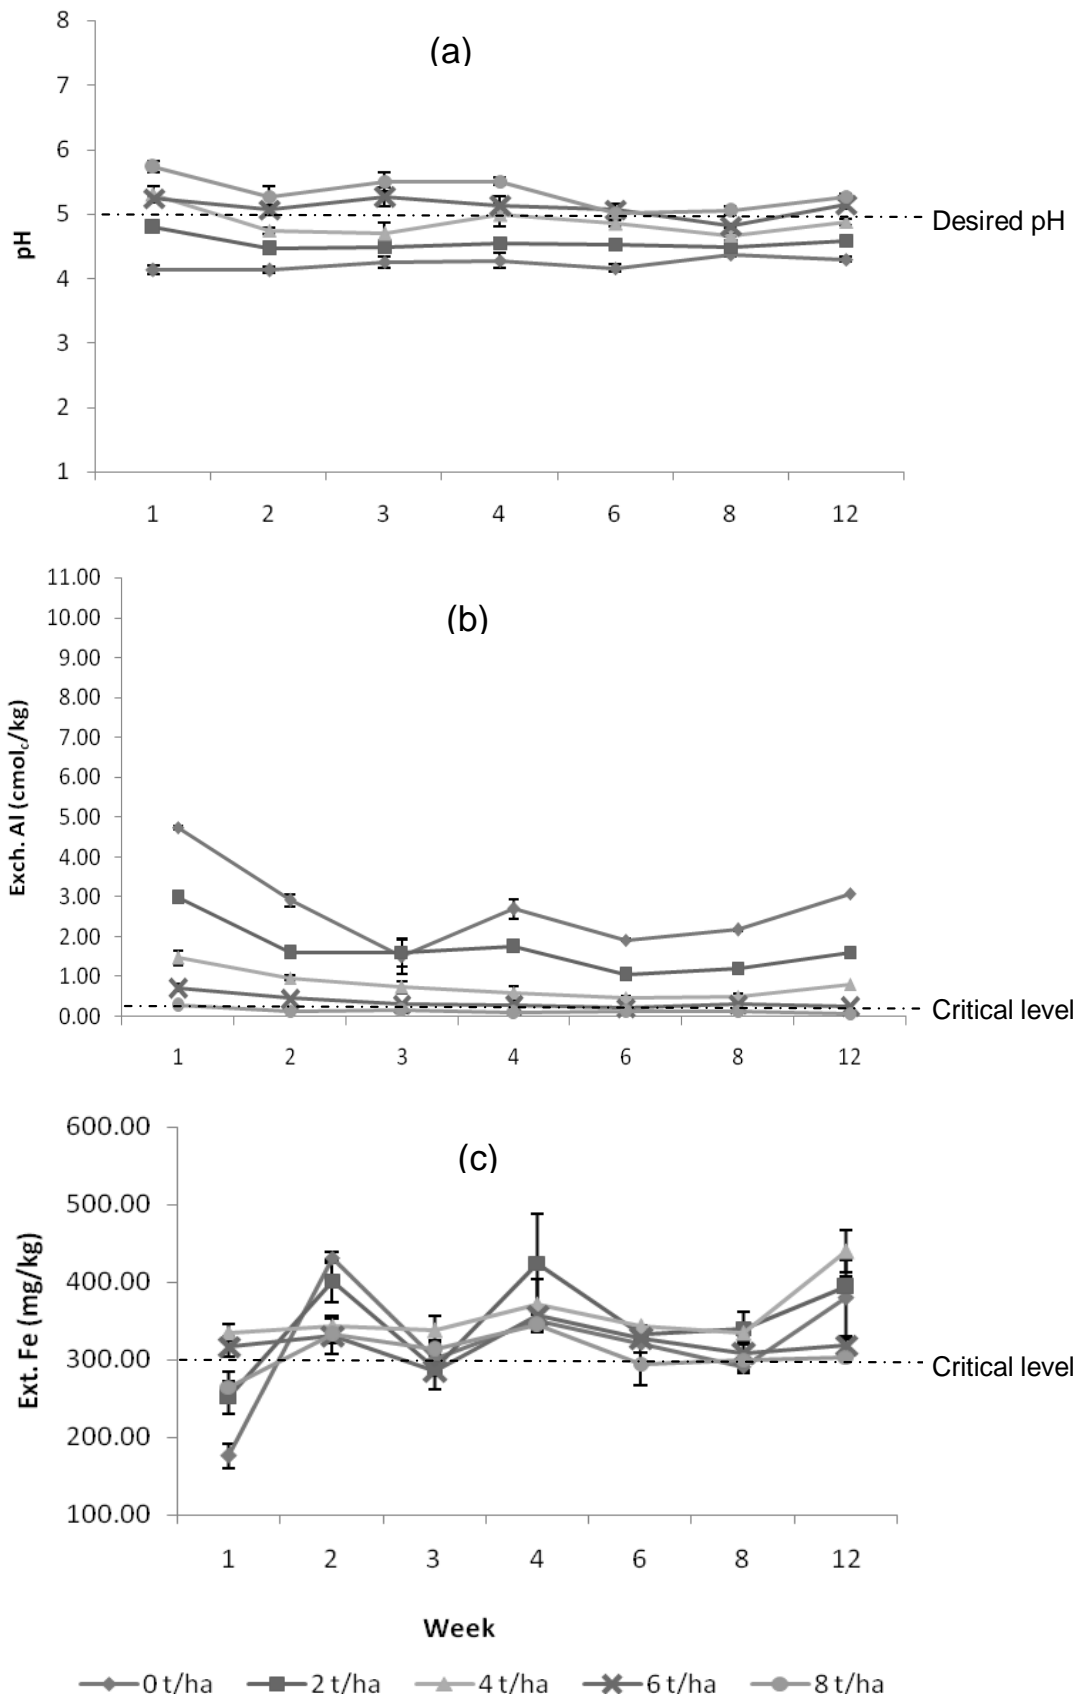 (a)
8
7
6
5
4
3
2
1
pH
Desired pH
1 2 3 4 6 8 12
(b)
11.00
10.00
9.00
8.00
7.00
6.00
5.00
4.00
3.00
2.00
1.00
0.00
Exch. Al (cmolc/kg)
Critical level
1 2 3 4 6 8 12
(c)
600.00
500.00
400.00
300.00
200.00
100.00
Ext. Fe (mg/kg)
Critical level
1 2 3 4 6 8 12
Week
0 t/ha 2 t/ha 4 t/ha 6 t/ha 8 t/ha